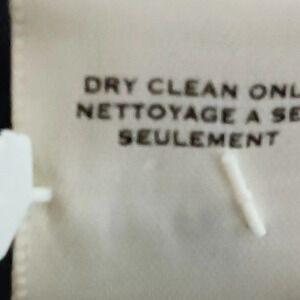 DRY CLEAN ONL
NETTOYAGE A SE
SEULEMENT